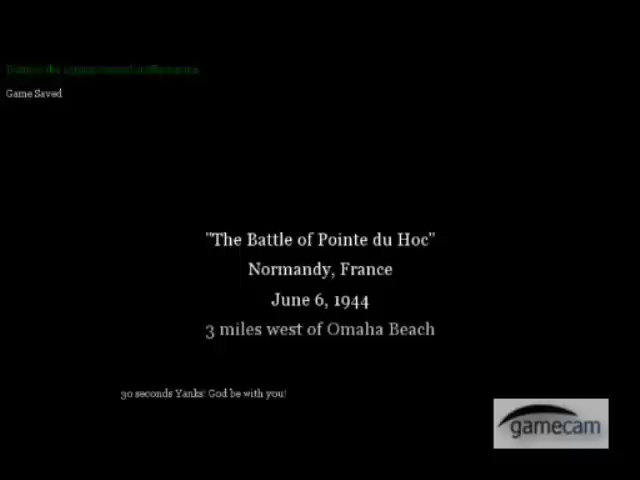 Game Saved
"The Battle of Pointe du Hoc"
Normandy, France
June 6, 1944
3 miles west of Omaha Beach
30 seconds Yanks! God be with you!
gamecam